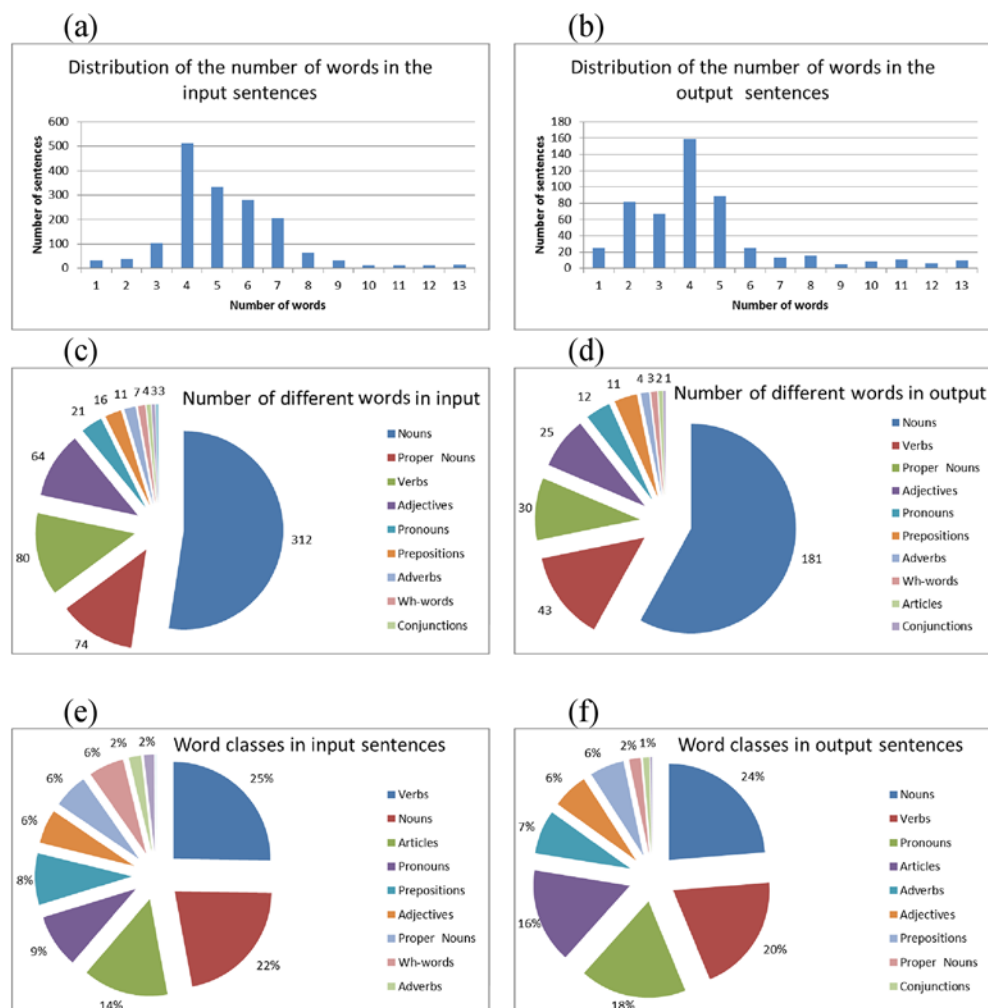 (a)
Distribution of the number of words in the
input sentences
600
500
400
300
200
100
0
Number of sentences
1 2 3 4 5 6 7 8 9 10 11 12 13
Number of words
(b)
Distribution of the number of words in the
output sentences
180
160
140
120
100
80
60
40
20
0
Number of sentences
1 2 3 4 5 6 7 8 9 10 11 12 13
Number of words
(c)
Number of different words in input
21 16 11 7 4 3 3
64
80
74
312
Nouns
Proper Nouns
Verbs
Adjectives
Pronouns
Prepositions
Adverbs
Wh-words
Conjunctions
(d)
Number of different words in output
12 11 4 3 2 1
25
30
43
181
Nouns
Verbs
Proper Nouns
Adjectives
Pronouns
Prepositions
Adverbs
Wh-words
Articles
Conjunctions
(e)
Word classes in input sentences
6% 6% 2% 2%
25%
6%
8%
9%
14%
22%
Verbs
Nouns
Articles
Pronouns
Prepositions
Adjectives
Proper Nouns
Wh-words
Adverbs
(f)
Word classes in output sentences
6% 6% 2% 1%
24%
7%
16%
18%
20%
Nouns
Verbs
Pronouns
Articles
Adverbs
Adjectives
Prepositions
Proper Nouns
Conjunctions